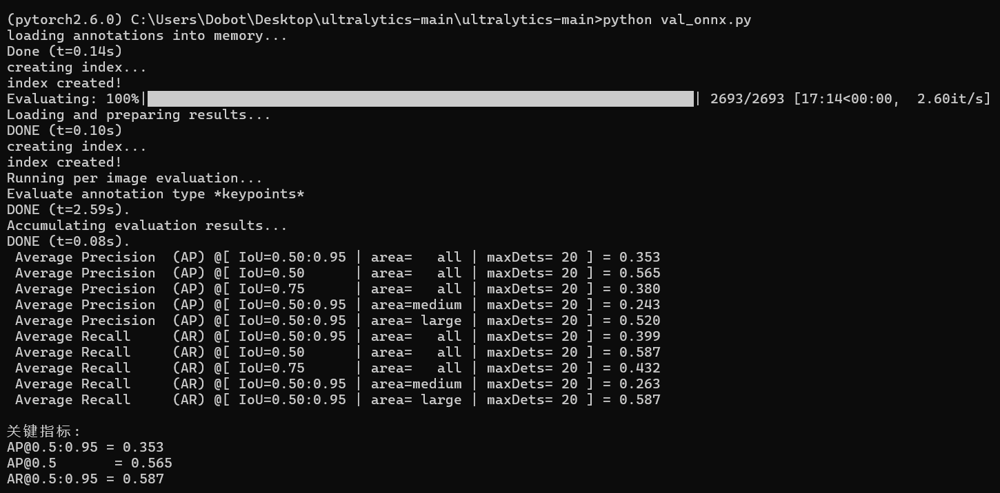 (pytorch2.6.0) C:\Users\Dobot\Desktop\ultralytics-main\ultralytics-main>python val_onnx.py
loading annotations into memory...
Done (t=0.14s)
creating index...
index created!
Evaluating: 100%|██████████████████████████████████████████████████████████████████| 2693/2693 [17:14<00:00,  2.60it/s]
Loading and preparing results...
DONE (t=0.10s)
creating index...
index created!
Running per image evaluation...
Evaluate annotation type *keypoints*
DONE (t=2.59s).
Accumulating evaluation results...
DONE (t=0.08s).
 Average Precision  (AP) @[ IoU=0.50:0.95 | area=   all | maxDets= 20 ] = 0.353
 Average Precision  (AP) @[ IoU=0.50      | area=   all | maxDets= 20 ] = 0.565
 Average Precision  (AP) @[ IoU=0.75      | area=   all | maxDets= 20 ] = 0.380
 Average Precision  (AP) @[ IoU=0.50:0.95 | area=medium | maxDets= 20 ] = 0.243
 Average Precision  (AP) @[ IoU=0.50:0.95 | area= large | maxDets= 20 ] = 0.520
 Average Recall     (AR) @[ IoU=0.50:0.95 | area=   all | maxDets= 20 ] = 0.399
 Average Recall     (AR) @[ IoU=0.50      | area=   all | maxDets= 20 ] = 0.587
 Average Recall     (AR) @[ IoU=0.75      | area=   all | maxDets= 20 ] = 0.432
 Average Recall     (AR) @[ IoU=0.50:0.95 | area=medium | maxDets= 20 ] = 0.263
 Average Recall     (AR) @[ IoU=0.50:0.95 | area= large | maxDets= 20 ] = 0.587
关键指标:
AP@0.5:0.95 = 0.353
AP@0.5       = 0.565
AR@0.5:0.95 = 0.587